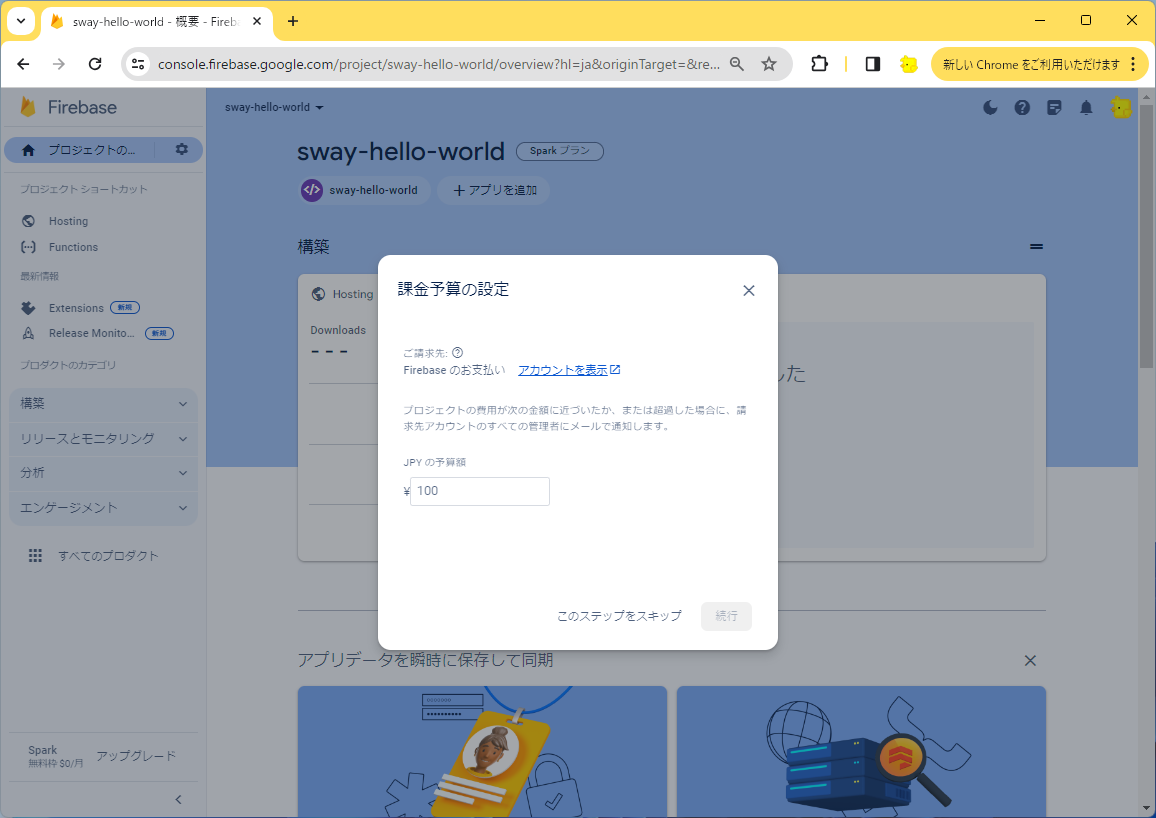 sway-hello-world - 概要 - Fireb
console.firebase.google.com/project/sway-hello-world/overview?hl=ja&originTarget=&re...
新しい Chrome をご利用いただけます
Firebase
sway-hello-world
プロジェクトの...
sway-hello-world
Spark プラン
プロジェクト ショートカット
sway-hello-world
アプリを追加
Hosting
Functions
構築
最新情報
Extensions
新規
Release Monito...
新規
プロダクトのカテゴリ
構築
リリースとモニタリング
分析
エンゲージメント
すべてのプロダクト
Hosting
Downloads
---
した
課金予算の設定
ご請求先:
Firebase のお支払い アカウントを表示
プロジェクトの費用が次の金額に近づいたか、または超過した場合に、請
求先アカウントのすべての管理者にメールで通知します。
JPY の予算額
¥ 100
このステップをスキップ
続行
アプリデータを瞬時に保存して同期
Spark
無料枠 $0/月
アップグレード